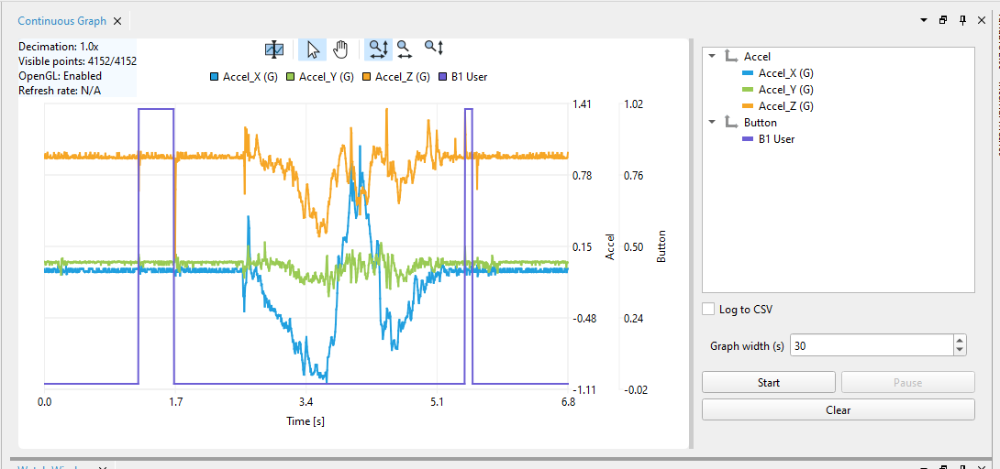 Continuous Graph
Decimation: 1.0x
Visible points: 4152/4152
OpenGL: Enabled
Refresh rate: N/A
Accel_X (G) Accel_Y (G) Accel_Z (G) B1 User
1.41 1.02
0.78 0.76
0.15 0.50
-0.48 0.24
-1.11 -0.02
Accel
Button
0.0 1.7 3.4 5.1 6.8
Time [s]
Accel
Accel_X (G)
Accel_Y (G)
Accel_Z (G)
Button
B1 User
Log to CSV
Graph width (s) 30
Start Pause
Clear